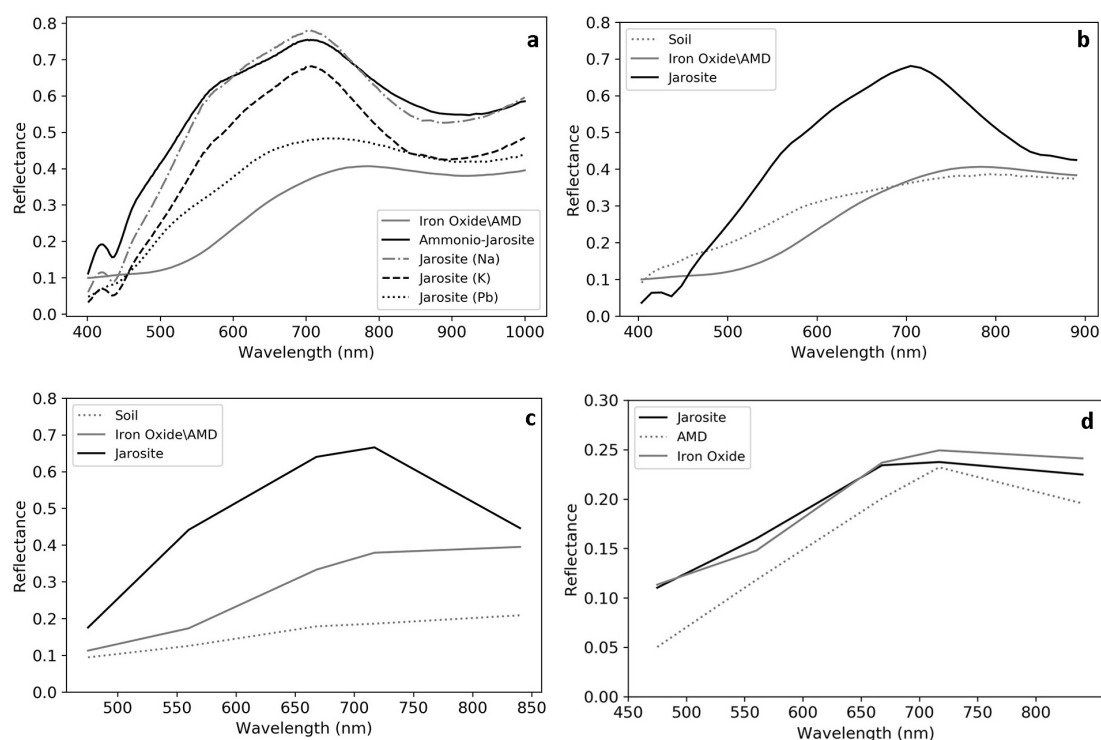 a
0.8
0.7
0.6
0.5
0.4
0.3
0.2
0.1
0.0
Reflectance
Iron Oxide\AMD
Ammonio-Jarosite
Jarosite (Na)
Jarosite (K)
Jarosite (Pb)
400 500 600 700 800 900 1000
Wavelength (nm)
b
0.8
0.7
0.6
0.5
0.4
0.3
0.2
0.1
0.0
Reflectance
Soil
Iron Oxide\AMD
Jarosite
400 500 600 700 800 900
Wavelength (nm)
c
0.8
0.7
0.6
0.5
0.4
0.3
0.2
0.1
0.0
Reflectance
Soil
Iron Oxide\AMD
Jarosite
500 550 600 650 700 750 800 850
Wavelength (nm)
d
0.30
0.25
0.20
0.15
0.10
0.05
0.00
Reflectance
Jarosite
AMD
Iron Oxide
450 500 550 600 650 700 750 800
Wavelength (nm)